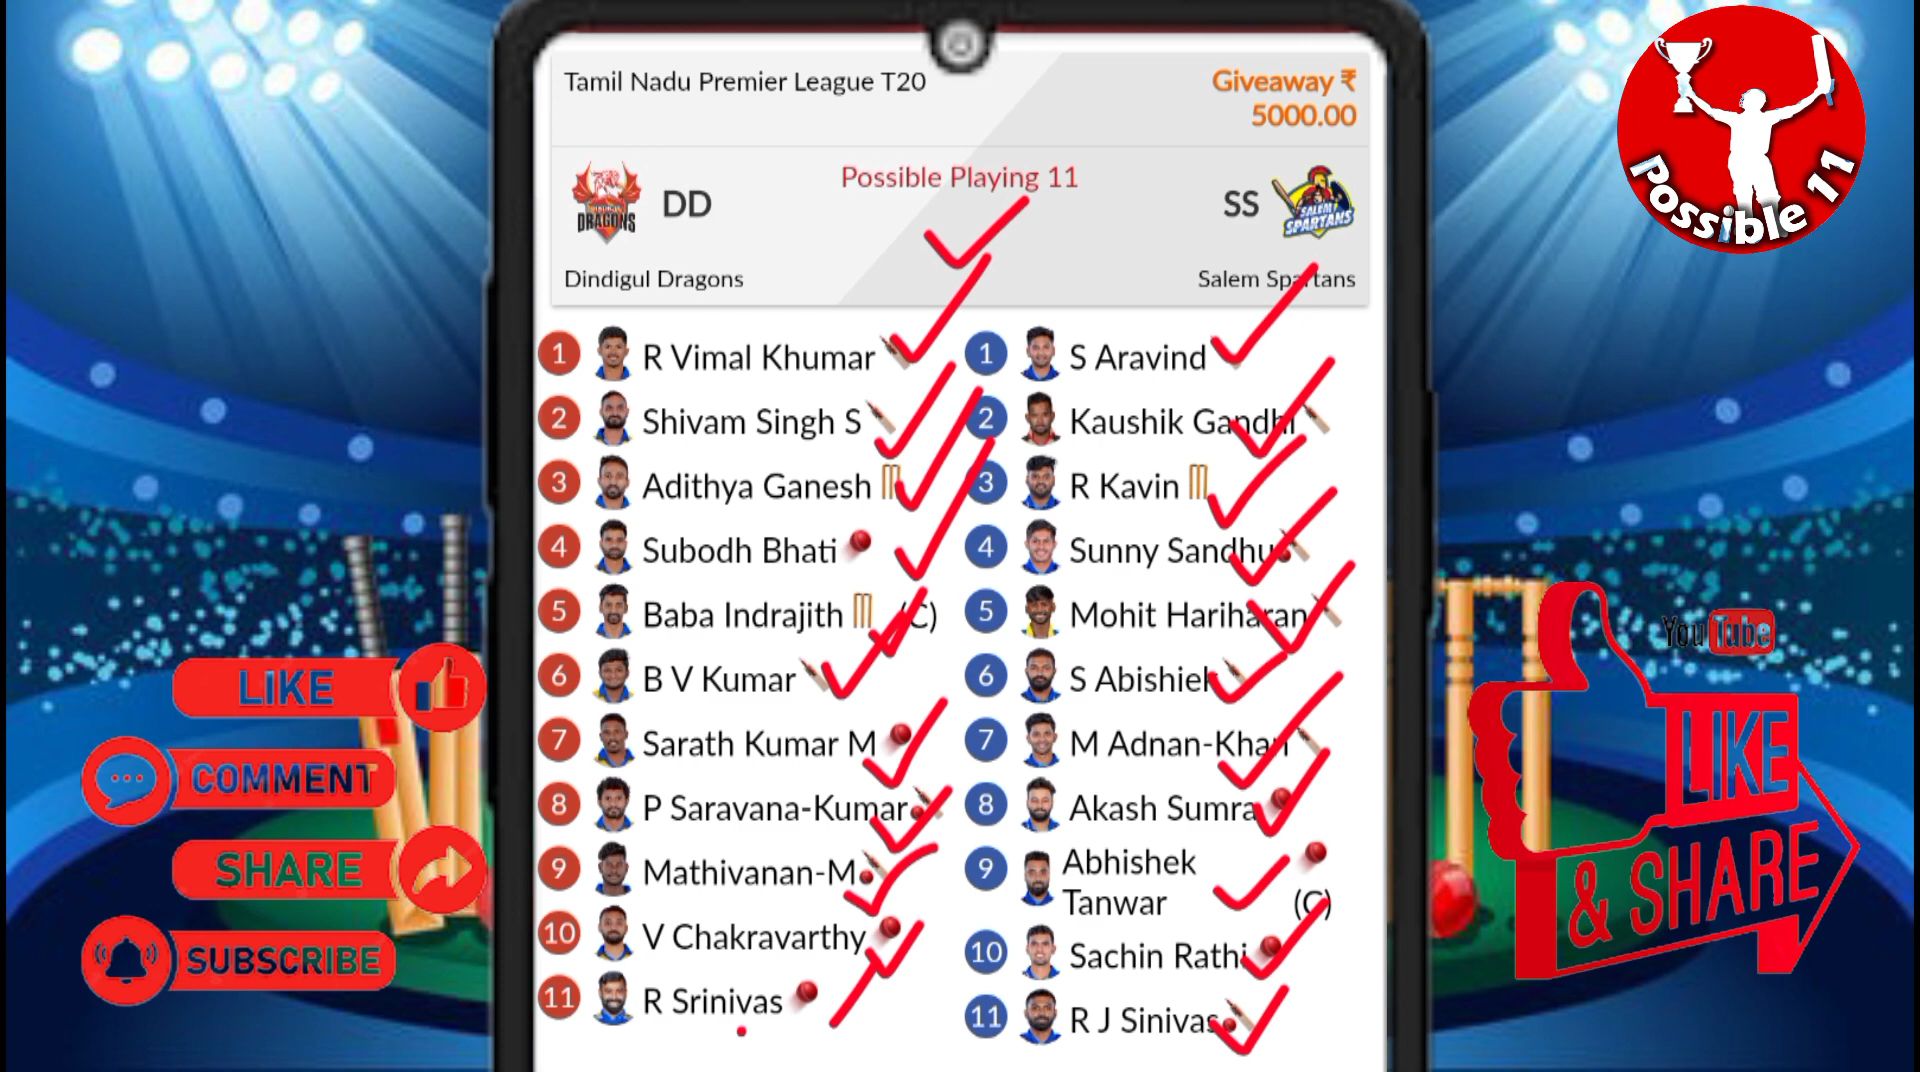 Tamil Nadu Premier League T20
Giveaway ₹
5000.00
Possible Playing 11
DRAGONS
DD
SS
SALEM
SPARTANS
Dindigul Dragons
Salem Spartans
1 R Vimal Khumar
2 Shivam Singh S
3 Adithya Ganesh
4 Subodh Bhati
5 Baba Indrajith (C)
6 B V Kumar
7 Sarath Kumar M
8 P Saravana-Kumar
9 Mathivanan-M
10 V Chakravarthy
11 R Srinivas
1 S Aravind
2 Kaushik Gandhi
3 R Kavin
4 Sunny Sandhu
5 Mohit Hariharan
6 S Abishiek
7 M Adnan-Khan
8 Akash Sumra
9 Abhishek
Tanwar (C)
10 Sachin Rathi
11 R J Sinivas
LIKE
COMMENT
SHARE
SUBSCRIBE
Possible 11
YouTube
LIKE
& SHARE